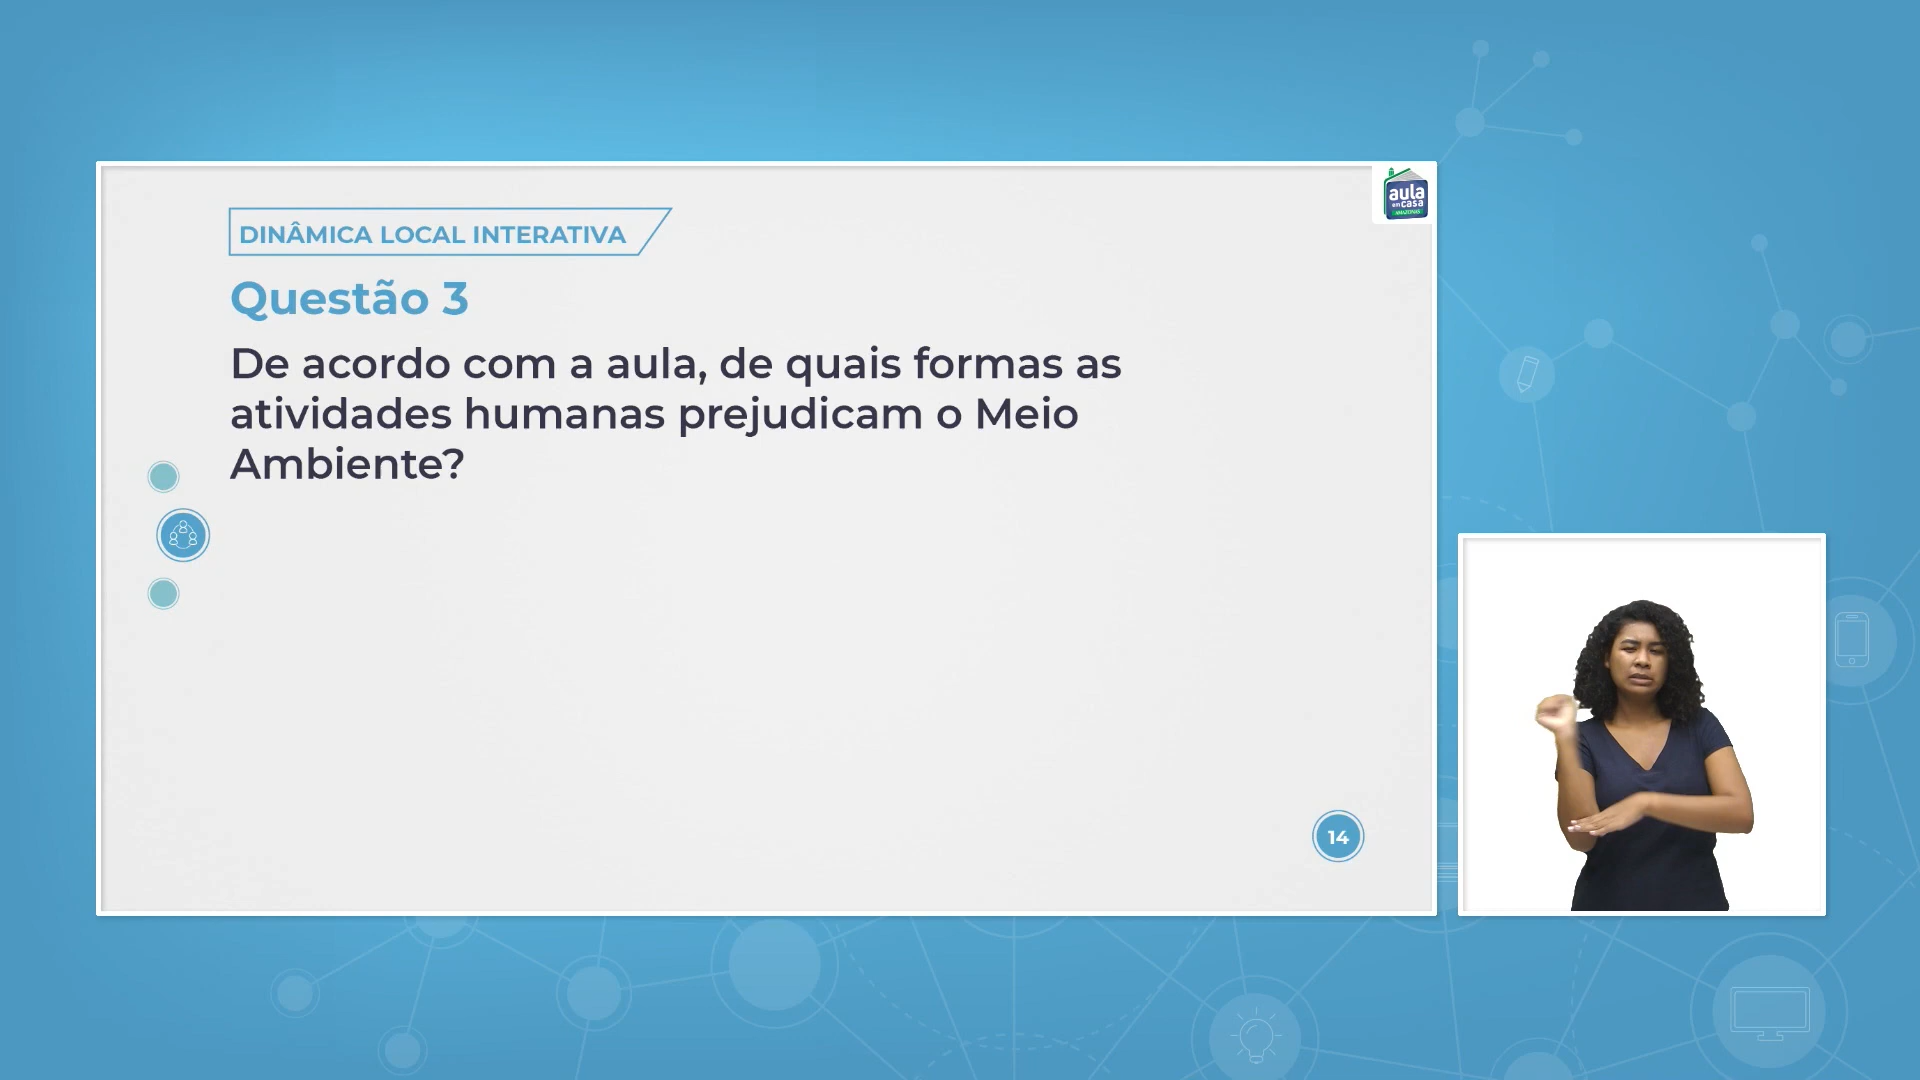 aula
em casa
AMAZONAS
DINÂMICA LOCAL INTERATIVA
Questão 3
De acordo com a aula, de quais formas as
atividades humanas prejudicam o Meio
Ambiente?
14